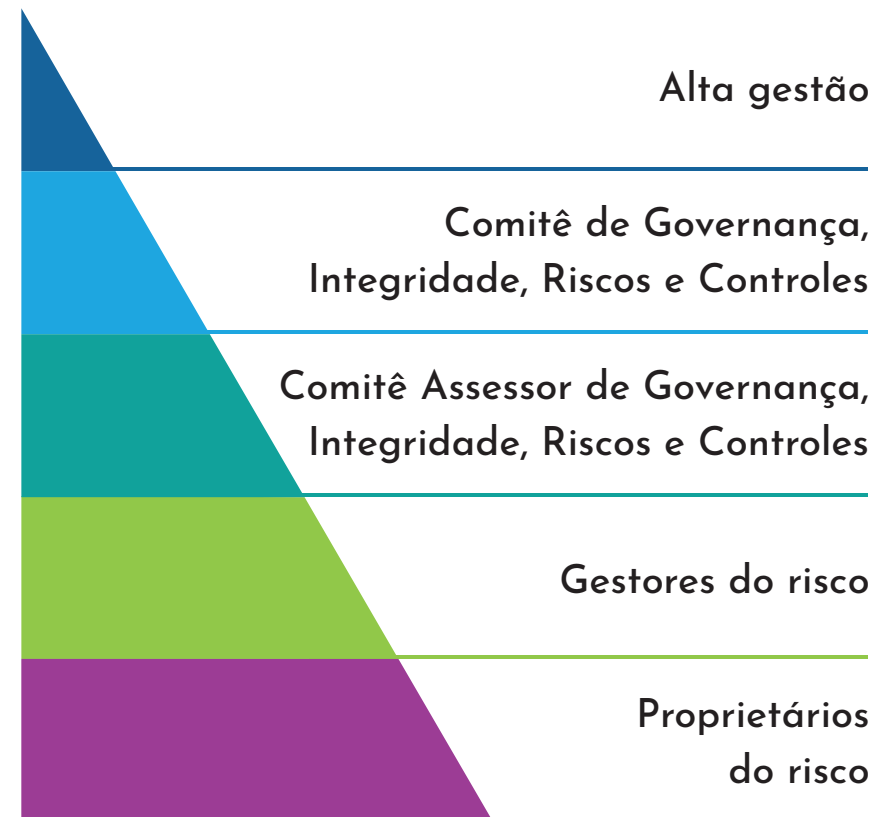 Alta gestão
Comitê de Governança,
Integridade, Riscos e Controles
Comitê Assessor de Governança,
Integridade, Riscos e Controles
Gestores do risco
Proprietários
do risco